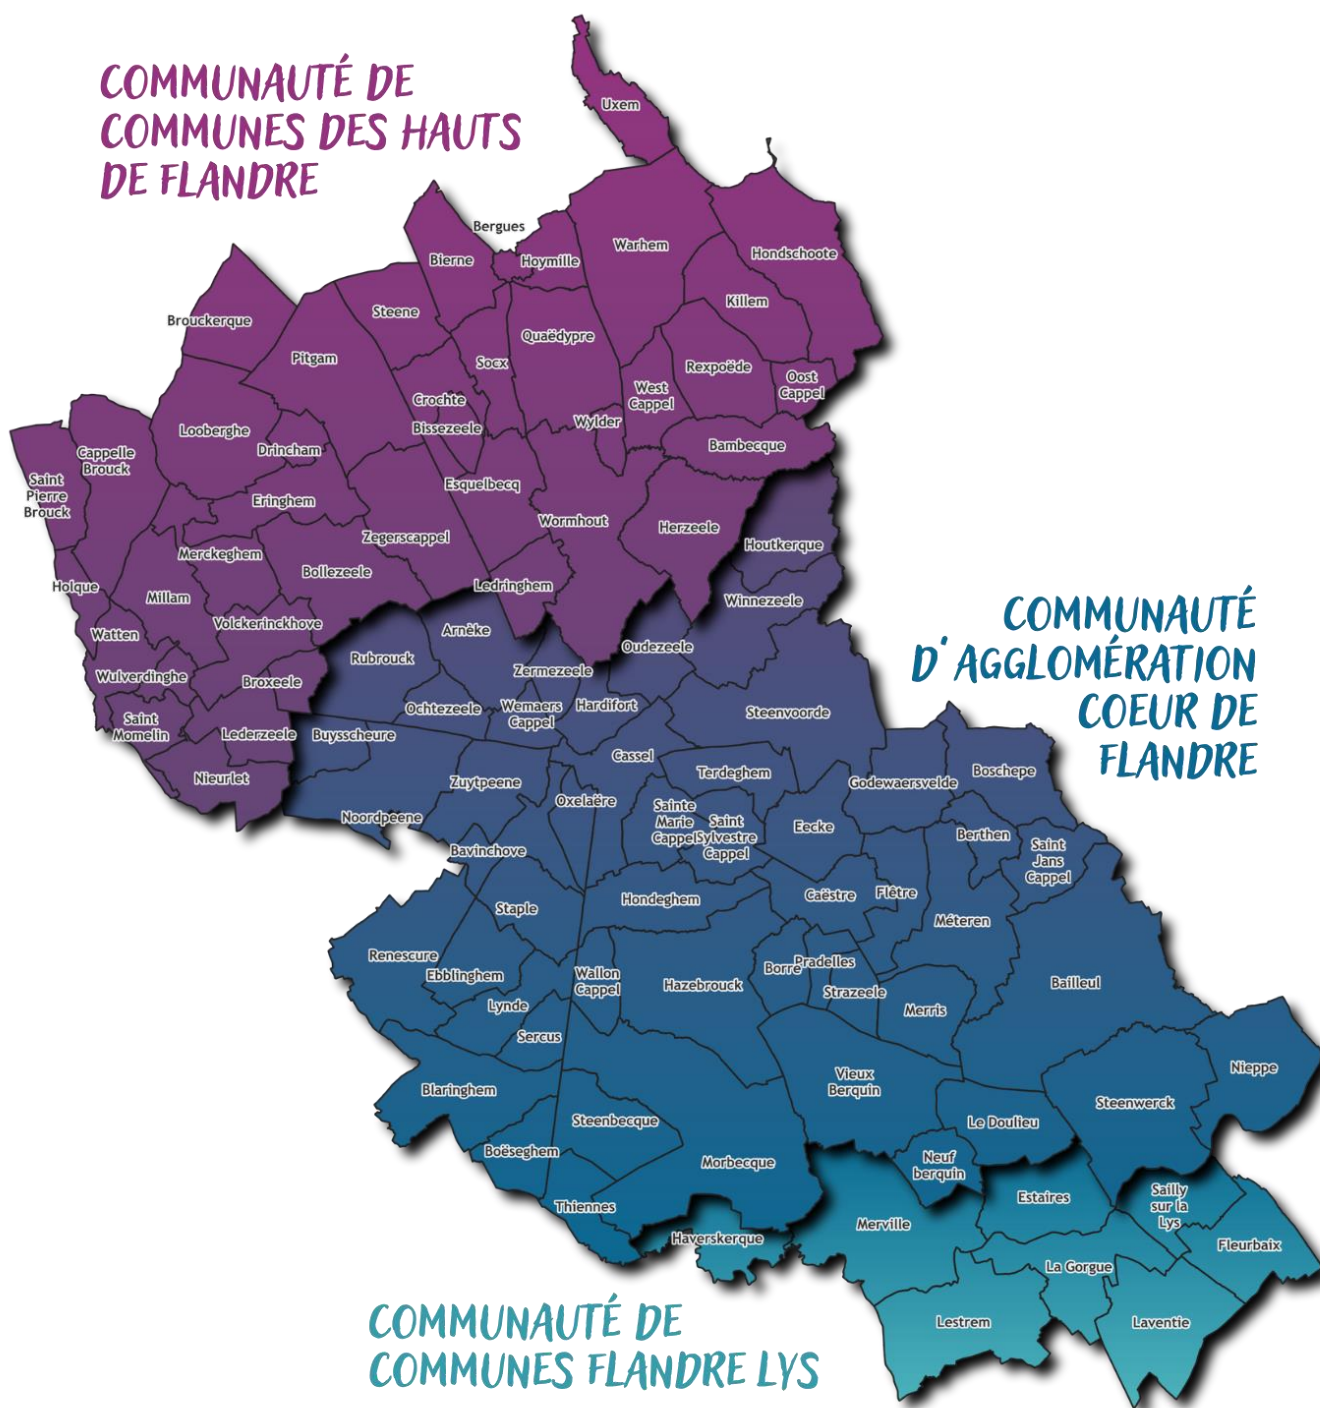 COMMUNAUTÉ DE
COMMUNES DES HAUTS
DE FLANDRE
Uxem
Bergues
Bierne
Hoymille
Warhem
Hondschoote
Killem
Brouckerque
Steene
Pitgam
Quaëdypre
Socx
Rexpoëde
West
Cappel
Oost
Cappel
Crochte
Bissezeele
Wylder
Looberghe
Drincham
Bambecque
Cappelle
Brouck
Saint
Pierre
Brouck
Esquelbecq
Eringhem
Wormhout
Herzeele
Zegerscappel
Merckeghem
Bollezeele
Holque
Millam
Ledringhem
Volckerinckhove
Watten
Wulverdinghe
Broxeele
Saint
Momelin
Lederzeele
Nieurlet
COMMUNAUTÉ
D'AGGLOMÉRATION
COEUR DE
FLANDRE
Houtkerque
Winnezeele
Arnèke
Oudezeele
Rubrouck
Zermezeele
Ochtezeele
Wemaers
Cappel
Hardifort
Steenvoorde
Buysscheure
Cassel
Terdeghem
Godewaersvelde
Boschepe
Zuytpeene
Oxelaëre
Noordpeene
Sainte
Marie
Cappel
Saint
Sylvestre
Cappel
Eecke
Berthen
Saint
Jans
Cappel
Bavinchove
Hondeghem
Caëstre
Flêtre
Staple
Méteren
Renescure
Ebblinghem
Wallon
Cappel
Hazebrouck
Borre
Pradelles
Strazeele
Bailleul
Lynde
Merris
Sercus
Blaringhem
Vieux
Berquin
Nieppe
Steenwerck
Steenbecque
Le Doulieu
Boëseghem
Morbecque
Neuf
berquin
Thiennes
Haverskerque
Merville
Estaires
Sailly
sur la
Lys
Fleurbaix
La Gorgue
Lestrem
Laventie
COMMUNAUTÉ DE
COMMUNES FLANDRE LYS